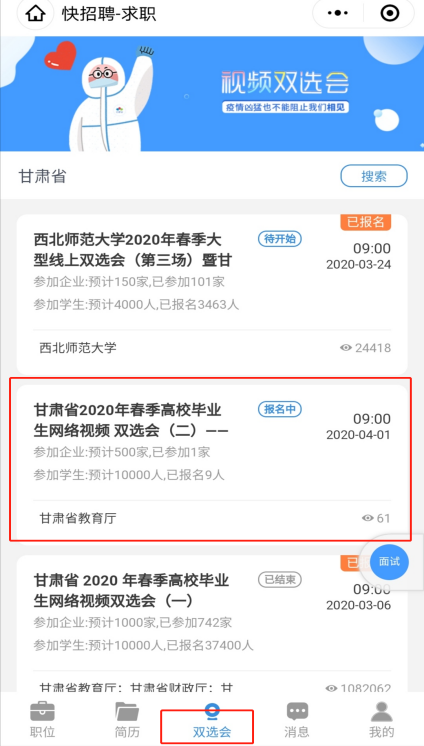 快招聘-求职
视频双选会
疫情凶猛也不能阻止我们相见
甘肃省
搜索
已报名
西北师范大学2020年春季大
型线上双选会（第三场）暨甘
待开始
09:00
2020-03-24
参加企业:预计150家,已参加101家
参加学生:预计4000人,已报名3463人
西北师范大学
24418
甘肃省2020年春季高校毕业
生网络视频 双选会（二）——
报名中
09:00
2020-04-01
参加企业:预计500家,已参加1家
参加学生:预计10000人,已报名9人
甘肃省教育厅
61
面试
甘肃省 2020 年春季高校毕业
生网络视频双选会（一）
已结束
09:00
2020-03-06
参加企业:预计1000家,已参加742家
参加学生:预计10000人,已报名37400人
甘肃省教育厅；甘肃省财政厅；甘
1082062
职位
简历
双选会
消息
我的